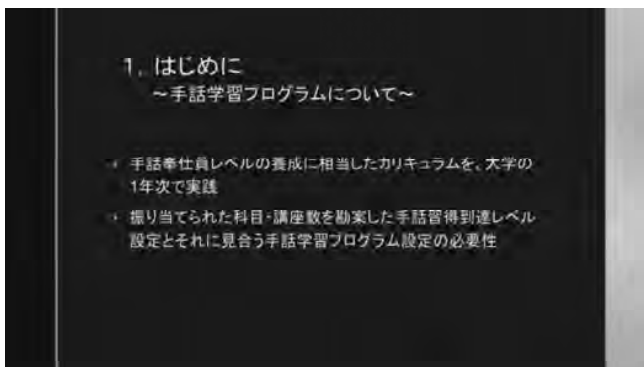 1. はじめに
～手話学習プログラムについて～
手話奉仕員レベルの養成に相当したカリキュラムを、大学の
1年次で実践
振り当てられた科目・講座数を勘案した手話習得到達レベル
設定とそれに見合う手話学習プログラム設定の必要性